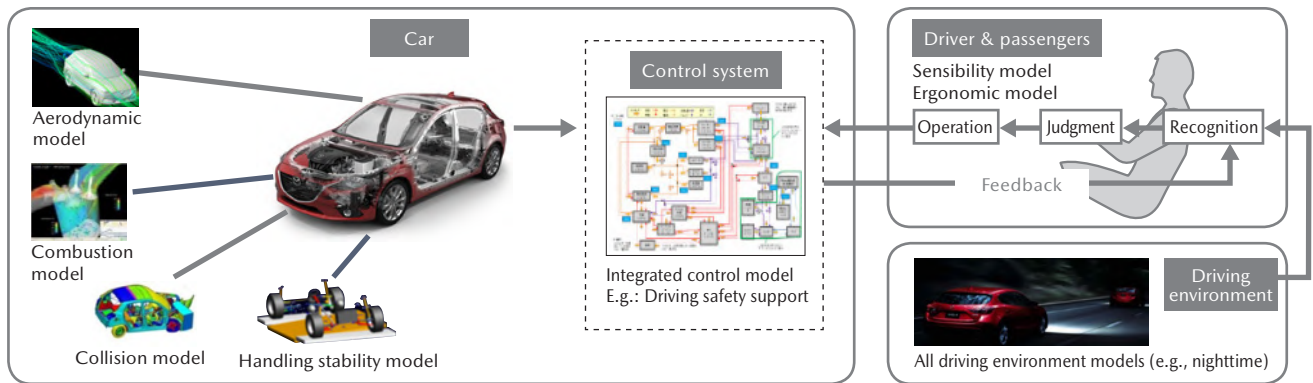 Car
Aerodynamic
model
Combustion
model
Collision model
Handling stability model
Control system
Integrated control model
E.g.: Driving safety support
Driver & passengers
Sensibility model
Ergonomic model
Operation
Judgment
Recognition
Feedback
Driving
environment
All driving environment models (e.g., nighttime)